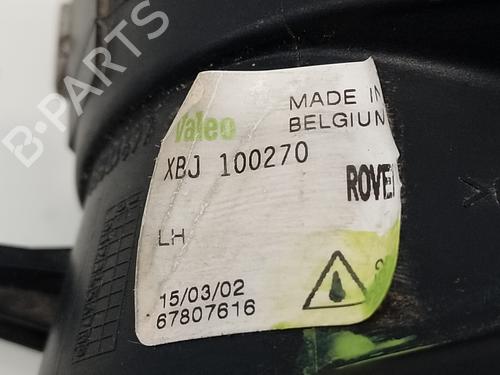 B-PARTS
Valeo
MADE IN
BELGIUM
XBJ 100270
ROVER
LH
15/03/02
67807616